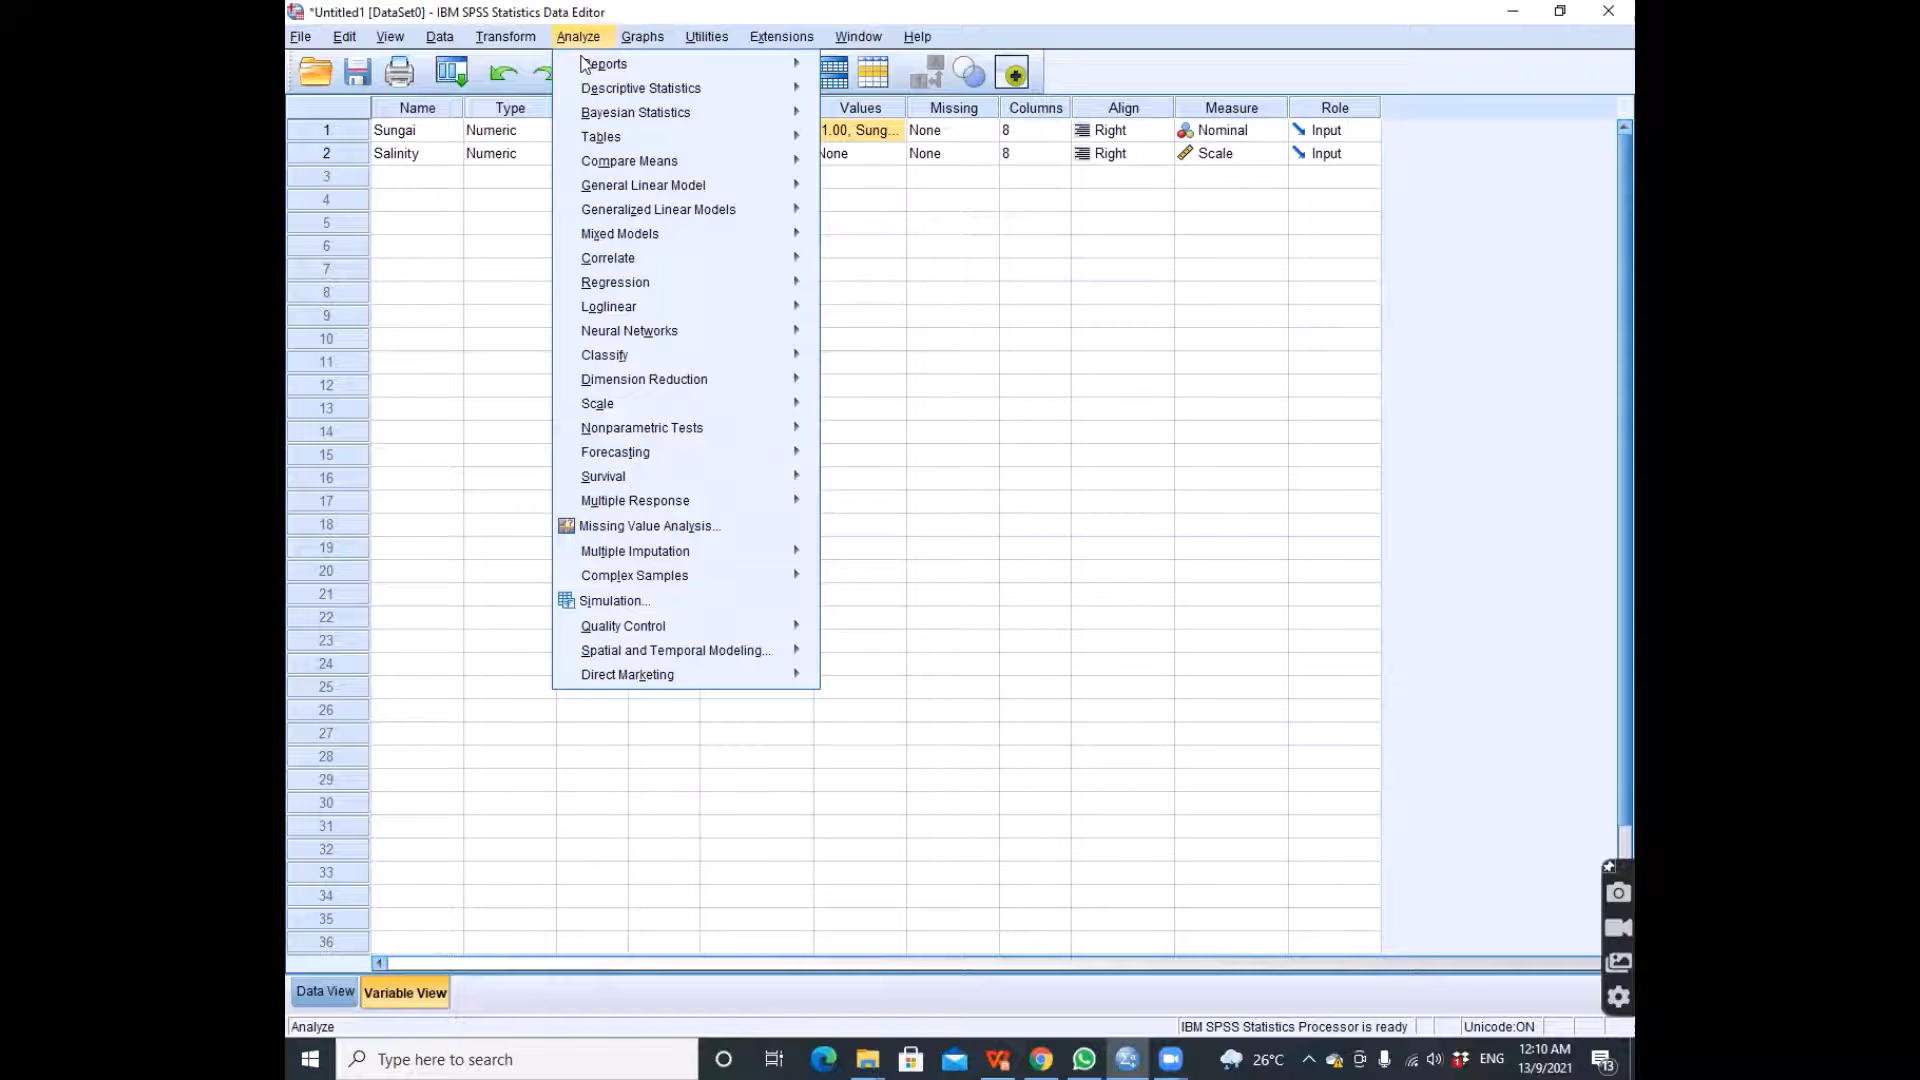 *Untitled1 [DataSet0] - IBM SPSS Statistics Data Editor
File Edit View Data Transform Analyze Graphs Utilities Extensions Window Help
Name Type Values Missing Columns Align Measure Role
1 Sungai Numeric 1.00, Sung... None 8 Right Nominal Input
2 Salinity Numeric None None 8 Right Scale Input
3
4
5
6
7
8
9
10
11
12
13
14
15
16
17
18
19
20
21
22
23
24
25
26
27
28
29
30
31
32
33
34
35
36
Reports
Descriptive Statistics
Bayesian Statistics
Tables
Compare Means
General Linear Model
Generalized Linear Models
Mixed Models
Correlate
Regression
Loglinear
Neural Networks
Classify
Dimension Reduction
Scale
Nonparametric Tests
Forecasting
Survival
Multiple Response
Missing Value Analysis...
Multiple Imputation
Complex Samples
Simulation...
Quality Control
Spatial and Temporal Modeling...
Direct Marketing
Data View Variable View
Analyze IBM SPSS Statistics Processor is ready Unicode:ON
Type here to search 26°C ENG 12:10 AM
13/9/2021 13